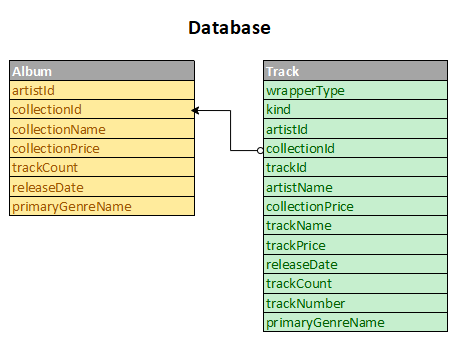 Database
Album
artistId
collectionId
collectionName
collectionPrice
trackCount
releaseDate
primaryGenreName
Track
wrapperType
kind
artistId
collectionId
trackId
artistName
collectionPrice
trackName
trackPrice
releaseDate
trackCount
trackNumber
primaryGenreName